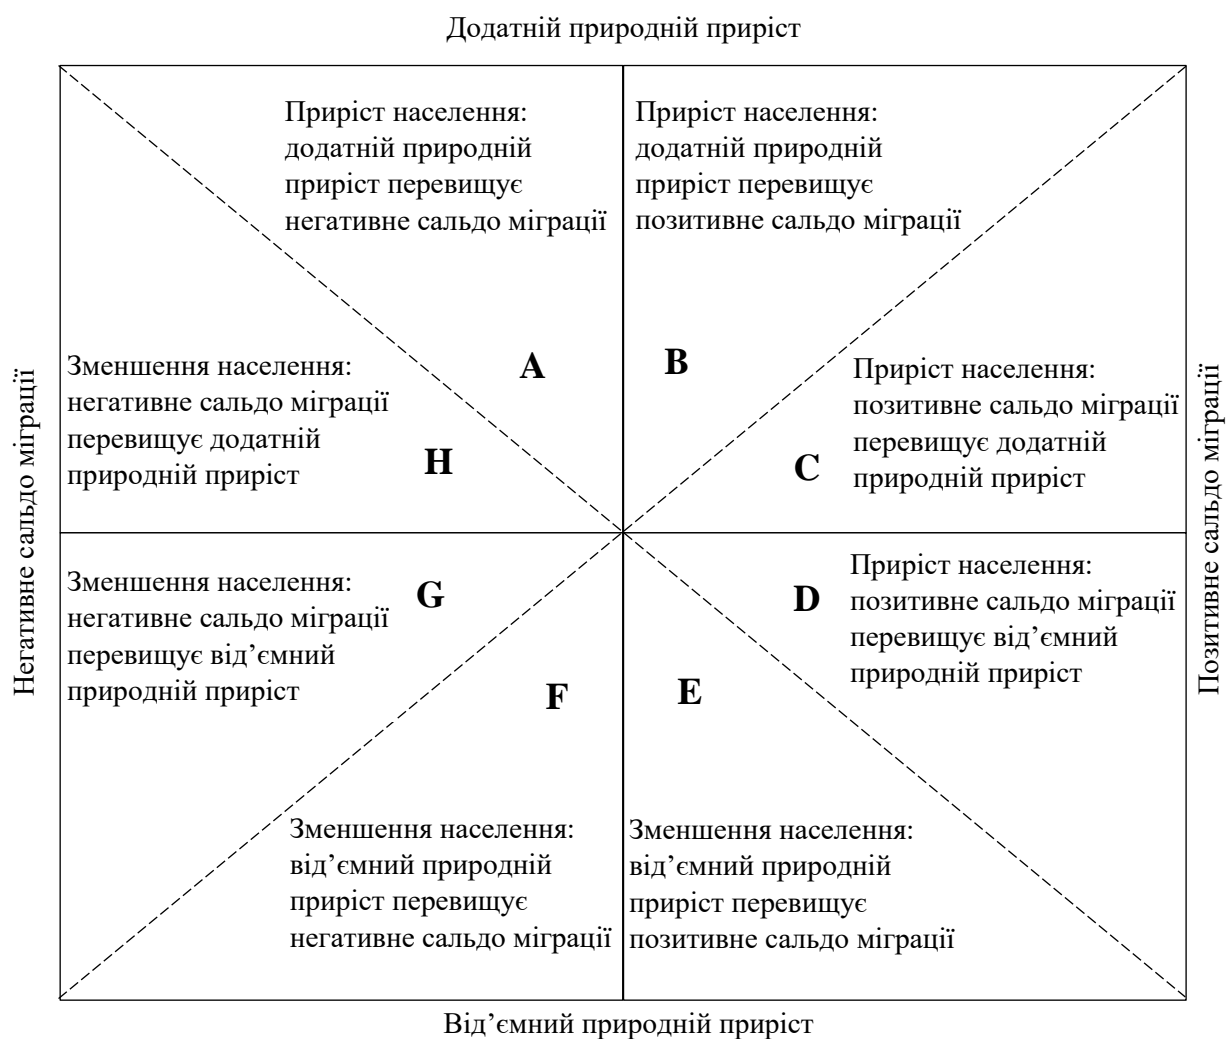 Додатній природній приріст
Приріст населення:
додатній природній
приріст перевищує
негативне сальдо міграції
Приріст населення:
додатній природній
приріст перевищує
позитивне сальдо міграції
A
B
Зменшення населення:
негативне сальдо міграції
перевищує додатній
природній приріст
H
C
Приріст населення:
позитивне сальдо міграції
перевищує додатній
природній приріст
Негативне сальдо міграції
Позитивне сальдо міграції
Зменшення населення:
негативне сальдо міграції
перевищує від’ємний
природній приріст
G
D
Приріст населення:
позитивне сальдо міграції
перевищує від’ємний
природній приріст
F
E
Зменшення населення:
від’ємний природній
приріст перевищує
негативне сальдо міграції
Зменшення населення:
від’ємний природній
приріст перевищує
позитивне сальдо міграції
Від’ємний природній приріст